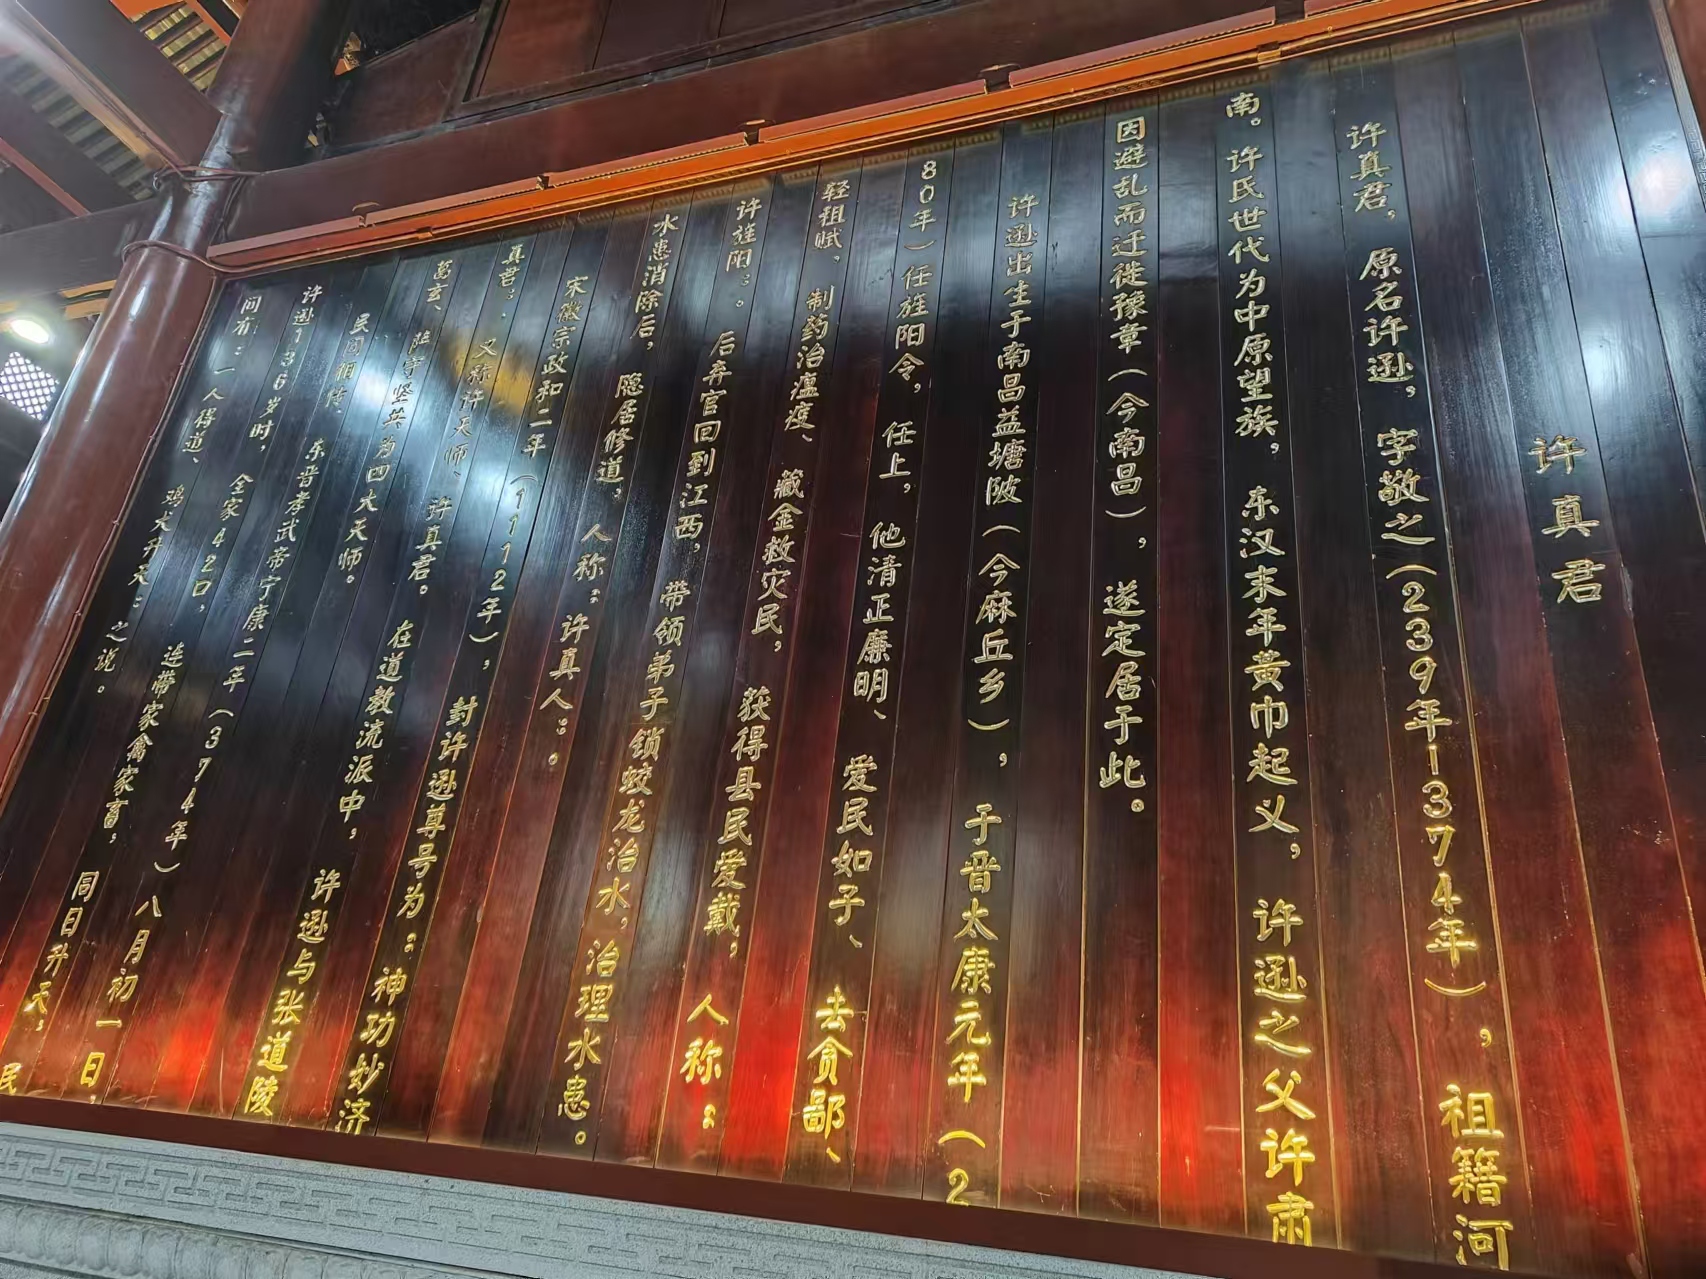 许真君
许真君，原名许逊，字敬之（239年—374年），祖籍河
南。许氏世代为中原望族，东汉末年黄巾起义，许逊之父许肃
因避乱而迁徙豫章（今南昌），遂定居于此。
许逊出生于南昌益塘陂（今麻丘乡），于晋太康元年（2
80年）任旌阳令，任上，他清正廉明、爱民如子、去贪鄙、
轻租赋、制药治瘟疫、藏金救灾民，获得县民爱戴，人称：
许旌阳：。后弃官回到江西，带领弟子锁蛟龙治水，治理水患。
水患消除后，隐居修道，人称：许真人：。
宋徽宗政和二年（1112年），封许逊尊号为：神功妙济
真君：、又称许天师、许真君。在道教流派中，许逊与张道陵
葛玄、萨守坚共为四大天师。
民间相传，东晋孝武帝宁康二年（374年）八月初一日，
许逊136岁时，全家42口，连带家禽家畜，同日升天，民
间有：一人得道、鸡犬升天：之说。